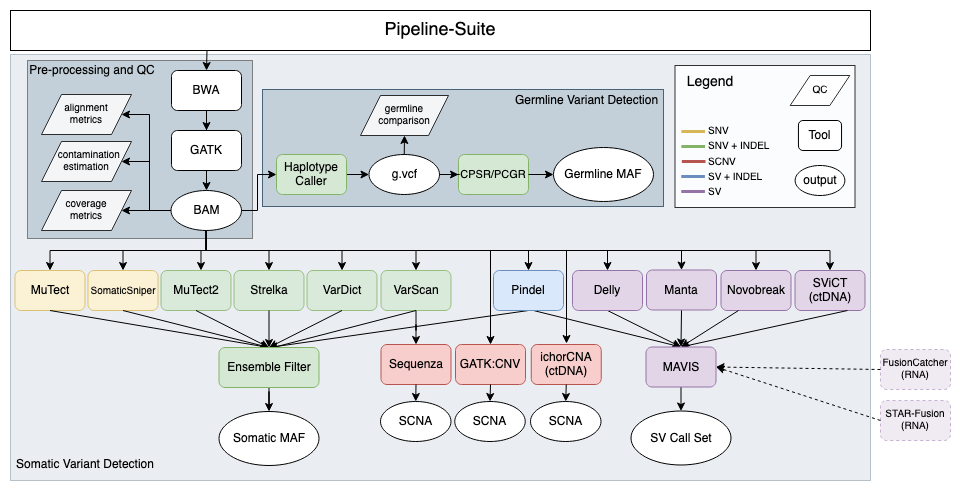 Pipeline-Suite
Pre-processing and QC
BWA
alignment
metrics
GATK
contamination
estimation
coverage
metrics
BAM
Germline Variant Detection
germline
comparison
Haplotype
Caller
g.vcf
CPSR/PCGR
Germline MAF
Legend
QC
SNV
SNV + INDEL
SCNV
SV + INDEL
SV
Tool
output
MuTect
SomaticSniper
MuTect2
Strelka
VarDict
VarScan
Pindel
Delly
Manta
Novobreak
SViCT
(ctDNA)
Ensemble Filter
Sequenza
GATK:CNV
ichorCNA
(ctDNA)
MAVIS
FusionCatcher
(RNA)
STAR-Fusion
(RNA)
Somatic MAF
SCNA
SCNA
SCNA
SV Call Set
Somatic Variant Detection